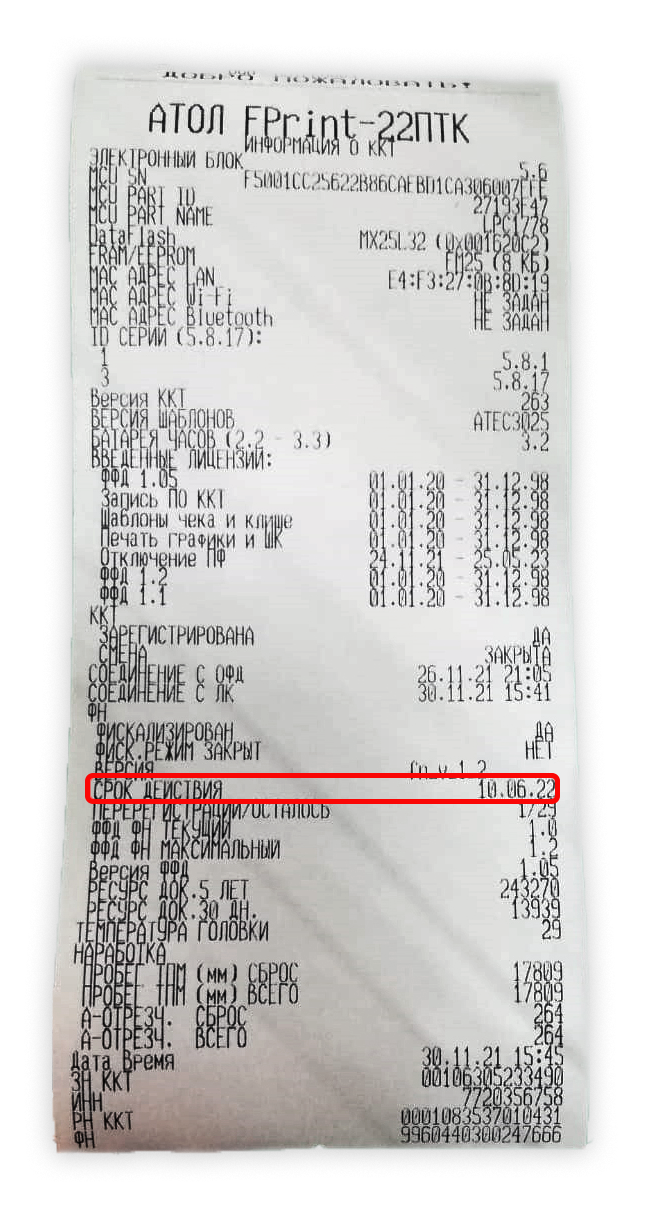 ДОБРО ПОЖАЛОВАТЬ!
АТОЛ FPrint-22ПТК
ИНФОРМАЦИЯ О ККТ
ЭЛЕКТРОННЫЙ БЛОК 5.6
MCU SN F5001CC25622B86CAEBD1CA306007FFE
MCU PART ID 27193F47
MCU PART NAME LPC1778
DataFlash MX25L32 (0x001620C2)
FRAM/EEPROM FM25 (8 КБ)
MAC АДРЕС LAN E4:F3:27:0B:8D:19
MAC АДРЕС Wi-Fi НЕ ЗАДАН
MAC АДРЕС Bluetooth НЕ ЗАДАН
ID СЕРИИ (5.8.17):
1 5.8.1
3 5.8.17
Версия ККТ 263
ВЕРСИЯ ШАБЛОНОВ ATEC3025
БАТАРЕЯ ЧАСОВ (2.2 - 3.3) 3.2
ВВЕДЕННЫЕ ЛИЦЕНЗИИ:
ФФД 1.05 01.01.20 - 31.12.98
Запись ПО ККТ 01.01.20 - 31.12.98
Шаблоны чека и клише 01.01.20 - 31.12.98
Печать графики и ШК 01.01.20 - 31.12.98
Отключение ПФ 24.11.21 - 25.05.23
ФФД 1.2 01.01.20 - 31.12.98
ФФД 1.1 01.01.20 - 31.12.98
ККТ
ЗАРЕГИСТРИРОВАНА ДА
СМЕНА ЗАКРЫТА
СОЕДИНЕНИЕ С ОФД 26.11.21 21:05
СОЕДИНЕНИЕ С ЛК 30.11.21 15:41
ФН
ФИСКАЛИЗИРОВАН ДА
ФИСК.РЕЖИМ ЗАКРЫТ НЕТ
ВЕРСИЯ fn_v_1_2
СРОК ДЕЙСТВИЯ 10.06.22
ПЕРЕРЕГИСТРАЦИИ/ОСТАЛОСЬ 1/29
ФФД ФН ТЕКУЩИЙ 1.0
ФФД ФН МАКСИМАЛЬНЫЙ 1.2
Версия ФФД 1.05
РЕСУРС ДОК.5 ЛЕТ 243270
РЕСУРС ДОК.30 ДН. 13939
ТЕМПЕРАТУРА ГОЛОВКИ 29
НАРАБОТКА
ПРОБЕГ ТПМ (мм) СБРОС 17809
ПРОБЕГ ТПМ (мм) ВСЕГО 17809
А-ОТРЕЗЧ. СБРОС 264
А-ОТРЕЗЧ. ВСЕГО 264
Дата Время 30.11.21 15:45
ЗН ККТ 00106305233490
ИНН 7720356758
РН ККТ 0001083537010431
ФН 9960440300247666